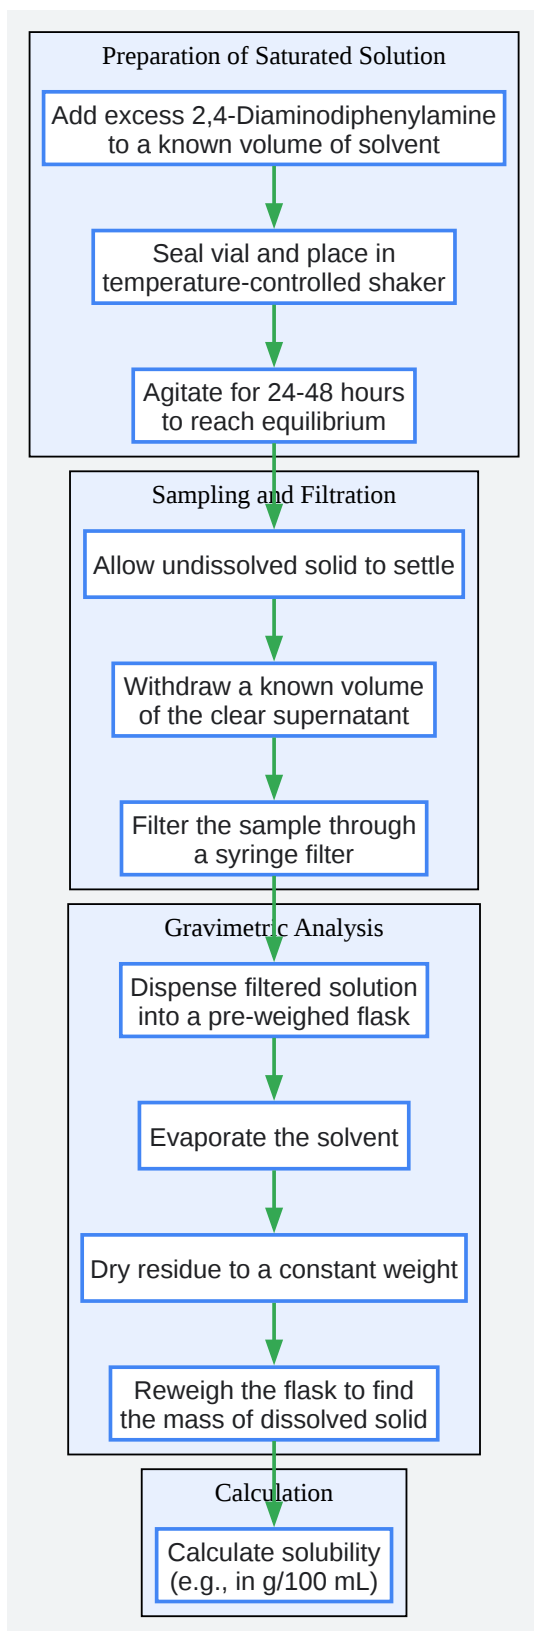 Preparation of Saturated Solution
Add excess 2,4-Diaminodiphenylamine
to a known volume of solvent
Seal vial and place in
temperature-controlled shaker
Agitate for 24-48 hours
to reach equilibrium
Sampling and Filtration
Allow undissolved solid to settle
Withdraw a known volume
of the clear supernatant
Filter the sample through
a syringe filter
Gravimetric Analysis
Dispense filtered solution
into a pre-weighed flask
Evaporate the solvent
Dry residue to a constant weight
Reweigh the flask to find
the mass of dissolved solid
Calculation
Calculate solubility
(e.g., in g/100 mL)